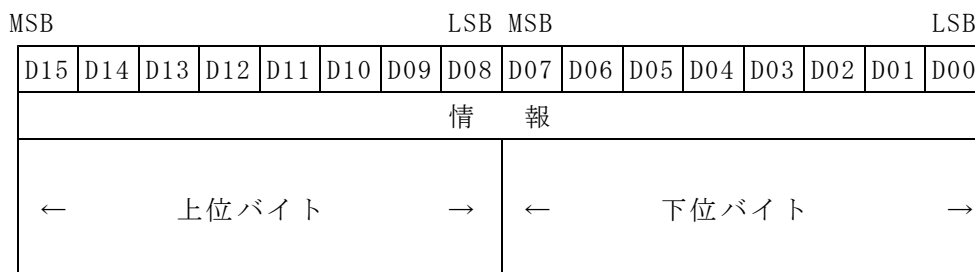 MSB LSB MSB LSB
D15 D14 D13 D12 D11 D10 D09 D08 D07 D06 D05 D04 D03 D02 D01 D00
情 報
← 上位バイト → ← 下位バイト →